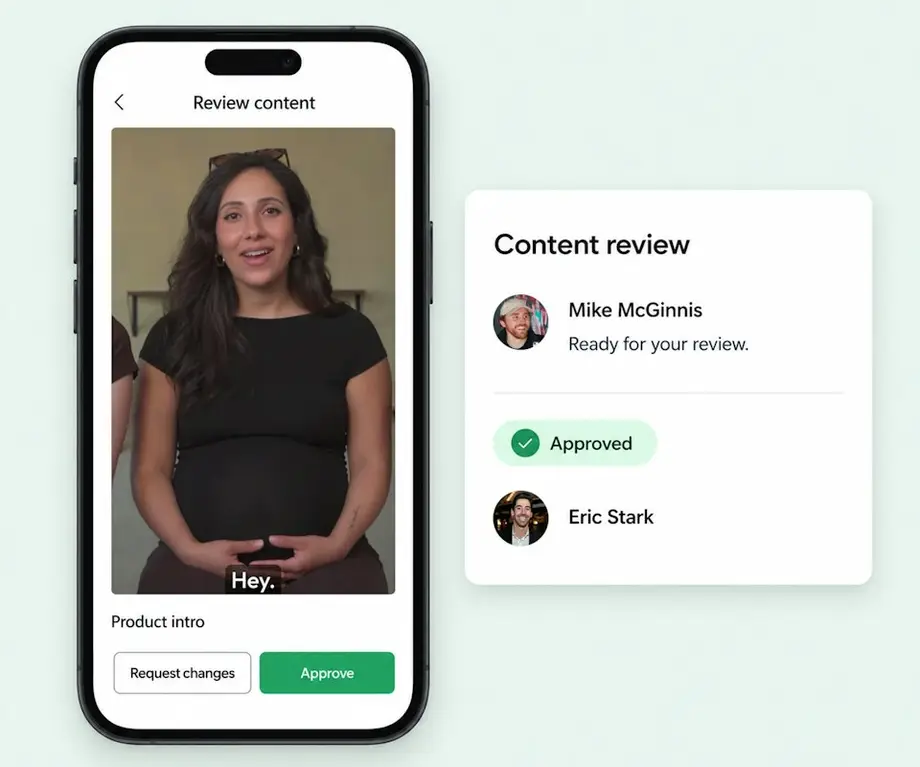 Review content
Hey.
Product intro
Request changes
Approve
Content review
Mike McGinnis
Ready for your review.
Approved
Eric Stark